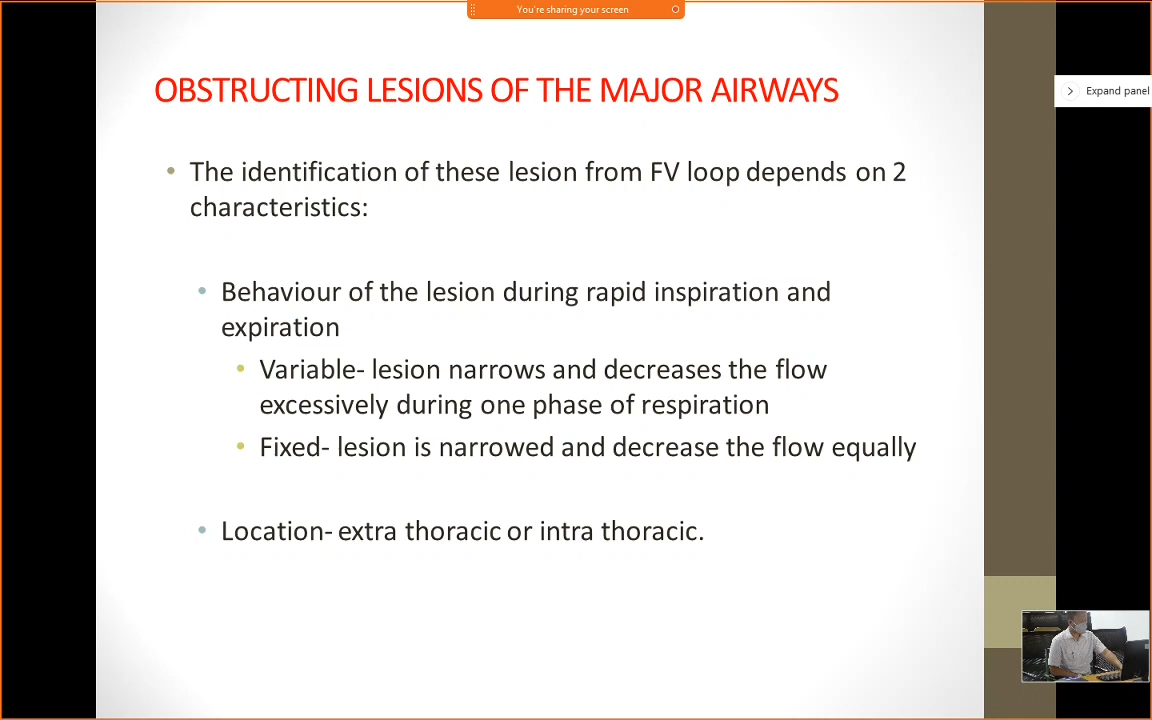 You're sharing your screen
OBSTRUCTING LESIONS OF THE MAJOR AIRWAYS
Expand panel
• The identification of these lesion from FV loop depends on 2
characteristics:
• Behaviour of the lesion during rapid inspiration and
expiration
• Variable- lesion narrows and decreases the flow
excessively during one phase of respiration
• Fixed- lesion is narrowed and decrease the flow equally
• Location- extra thoracic or intra thoracic.